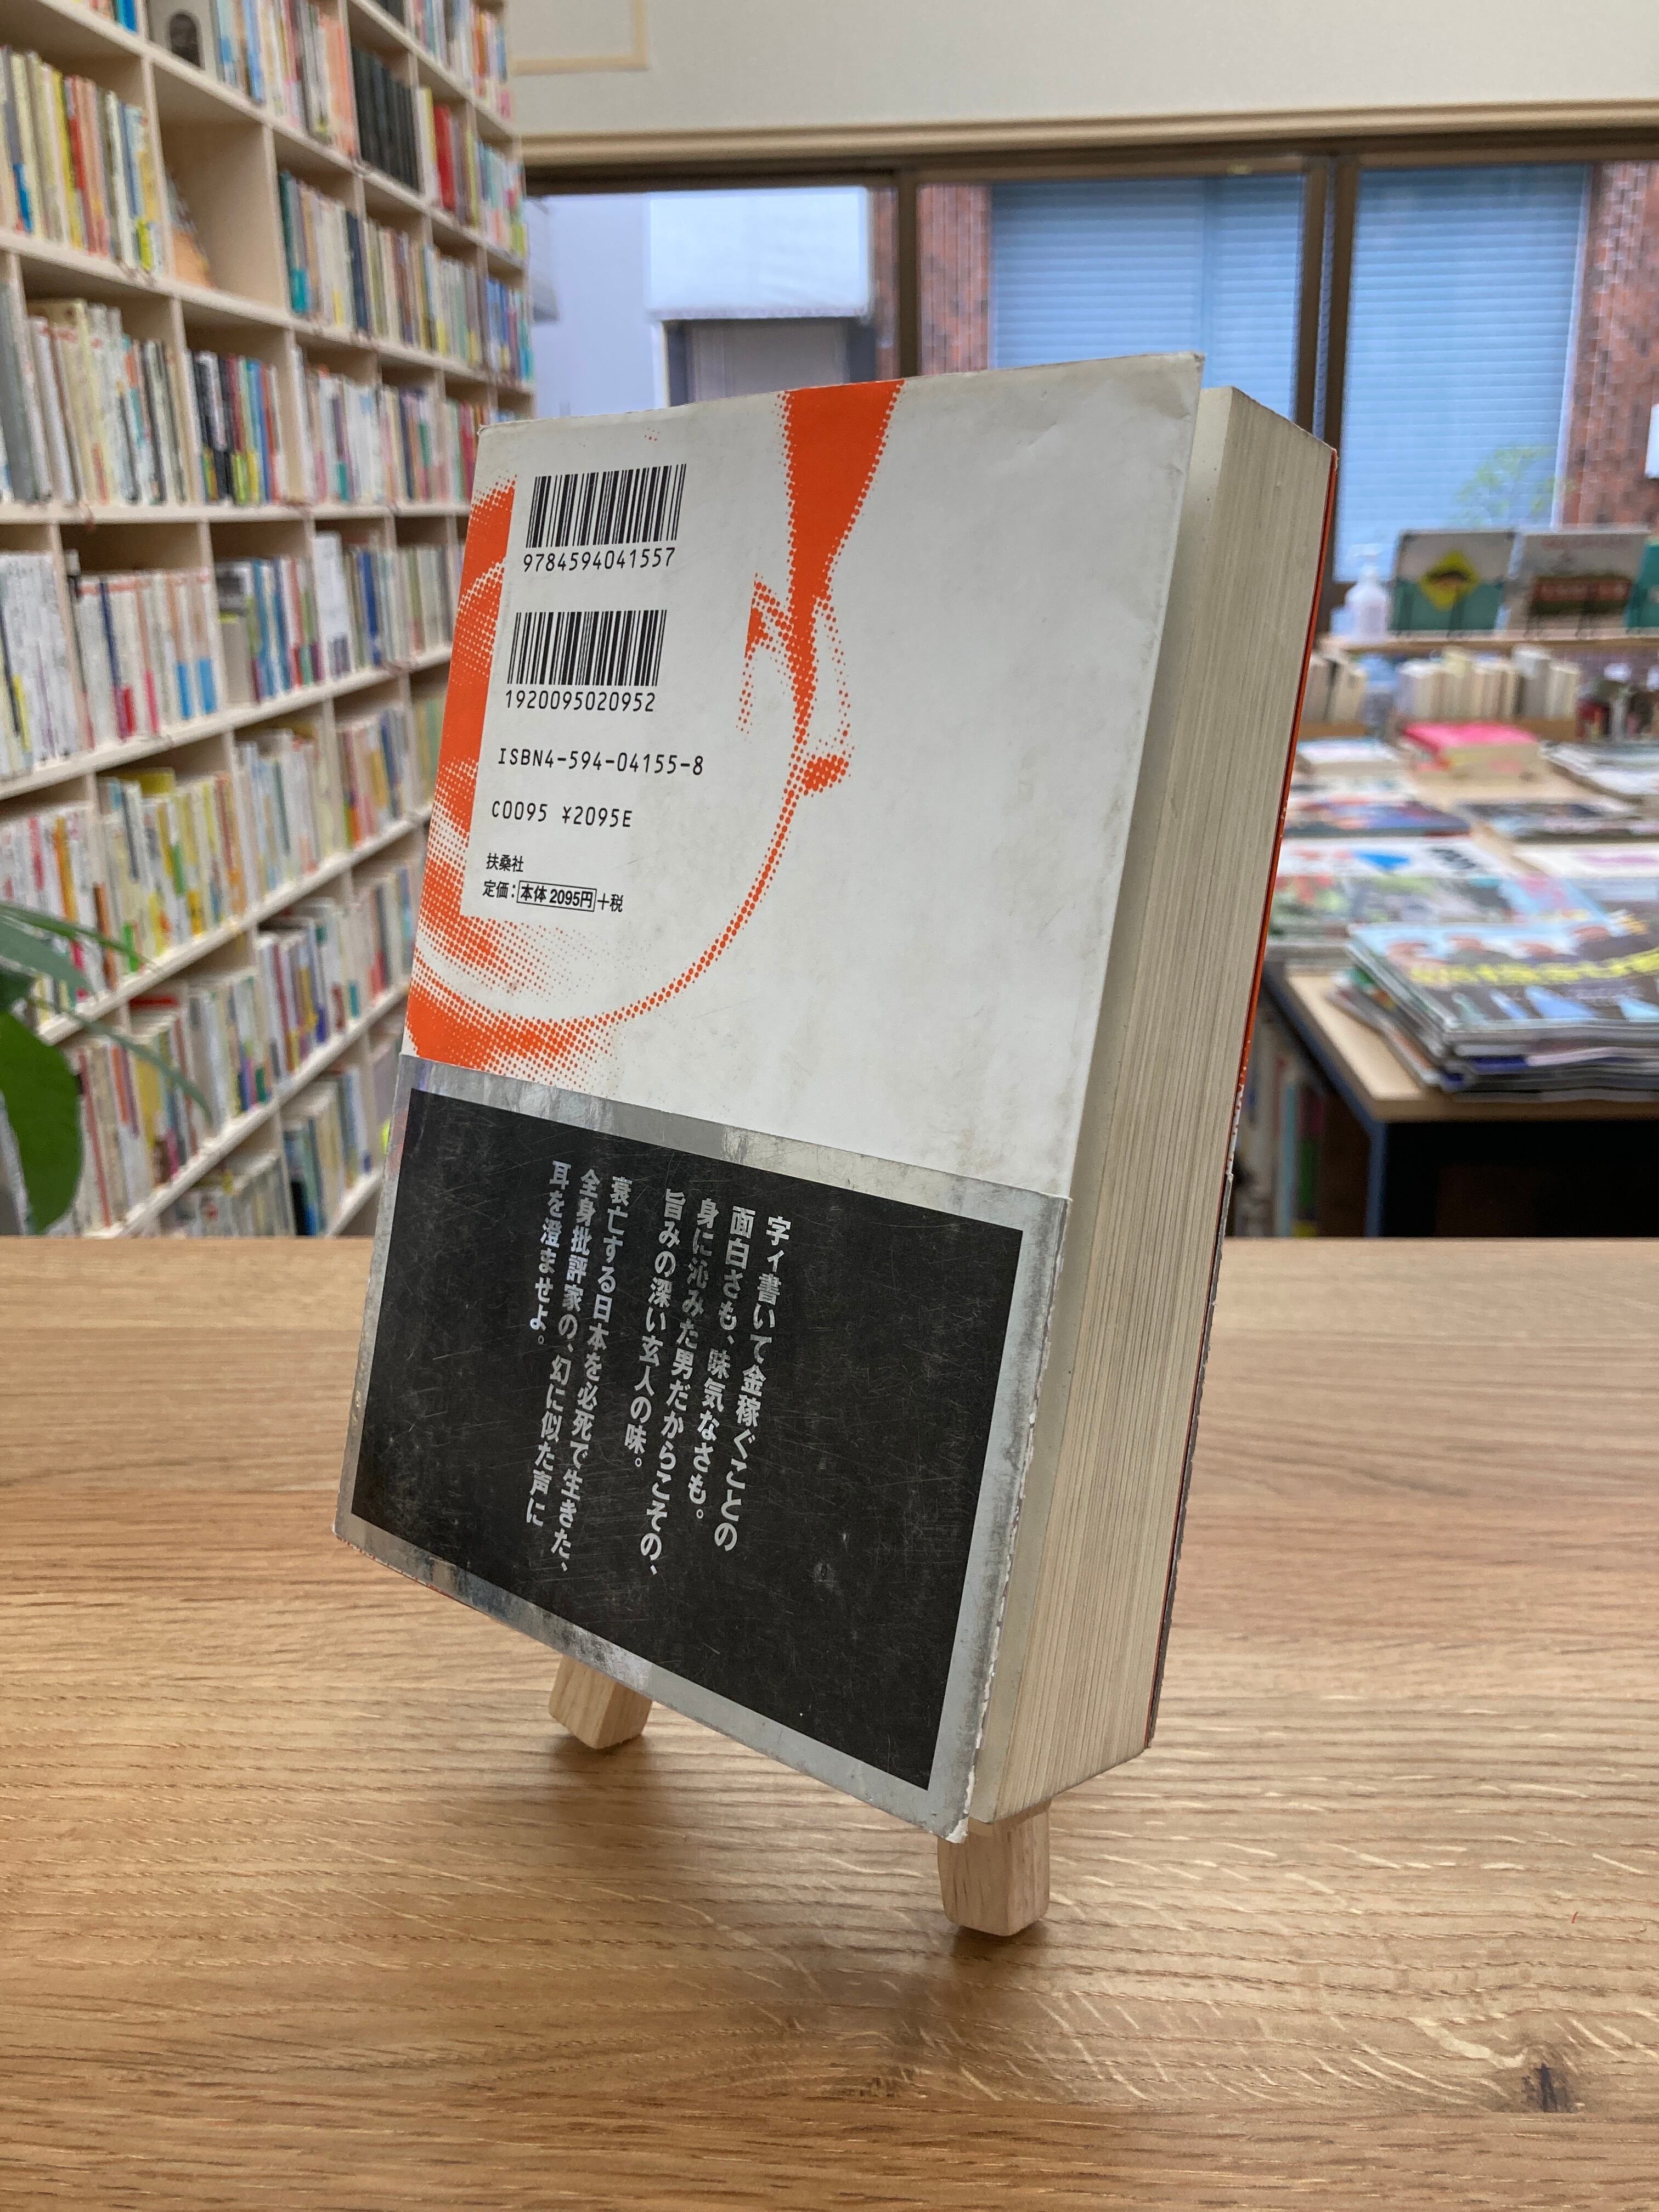 9784594041557
1920095020952
ISBN4-594-04155-8
C0095 ¥2095E
扶桑社
定価：本体2095円+税
字ィ書いて金稼ぐことの
面白さも、味気なさも。
身に沁みた男だからこその、
旨みの深い玄人の味。
衰亡する日本を必死で生きた、
全身批評家の、幻に似た声に
耳を澄ませよ。